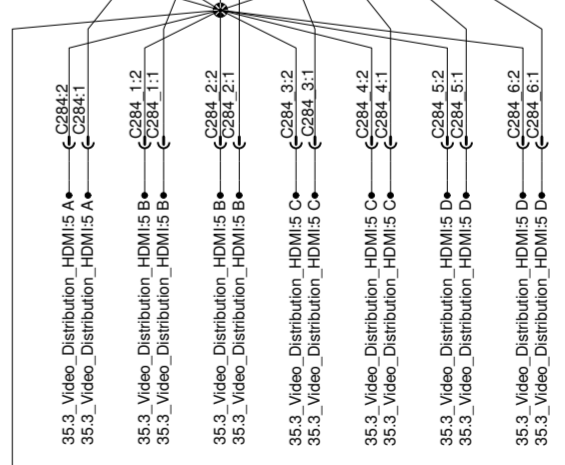 C284:2
C284:1
C284_1:2
C284_1:1
C284_2:2
C284_2:1
C284_3:2
C284_3:1
C284_4:2
C284_4:1
C284_5:2
C284_5:1
C284_6:2
C284_6:1
35.3_Video_Distribution_HDMI:5 A
35.3_Video_Distribution_HDMI:5 A
35.3_Video_Distribution_HDMI:5 B
35.3_Video_Distribution_HDMI:5 B
35.3_Video_Distribution_HDMI:5 B
35.3_Video_Distribution_HDMI:5 B
35.3_Video_Distribution_HDMI:5 C
35.3_Video_Distribution_HDMI:5 C
35.3_Video_Distribution_HDMI:5 C
35.3_Video_Distribution_HDMI:5 C
35.3_Video_Distribution_HDMI:5 D
35.3_Video_Distribution_HDMI:5 D
35.3_Video_Distribution_HDMI:5 D
35.3_Video_Distribution_HDMI:5 D